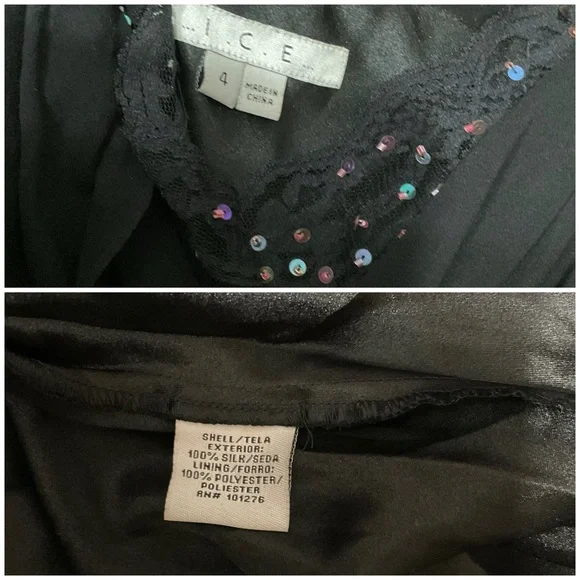 I.C.E
4
MADE IN
CHINA
SHELL/TELA
EXTERIOR:
100% SILK/SEDA
LINING/FORRO:
100% POLYESTER/
POLIESTER
RN# 101276